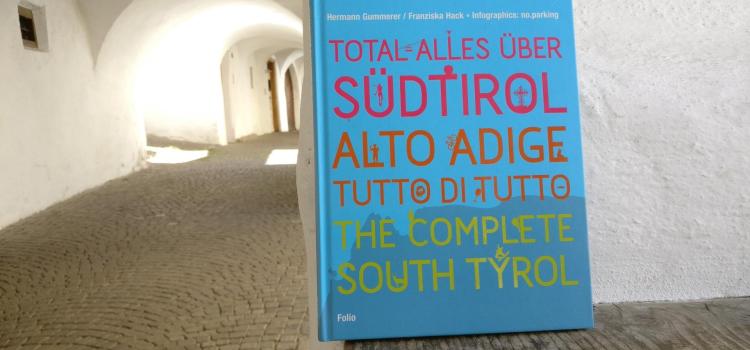 Hermann Gummerer / Franziska Hack • Infographics: no.parking
TOTAL ALLES ÜBER
SÜDTIROL
ALTO ADIGE
TUTTO DI TUTTO
THE COMPLETE
SOUTH TYROL
Folio